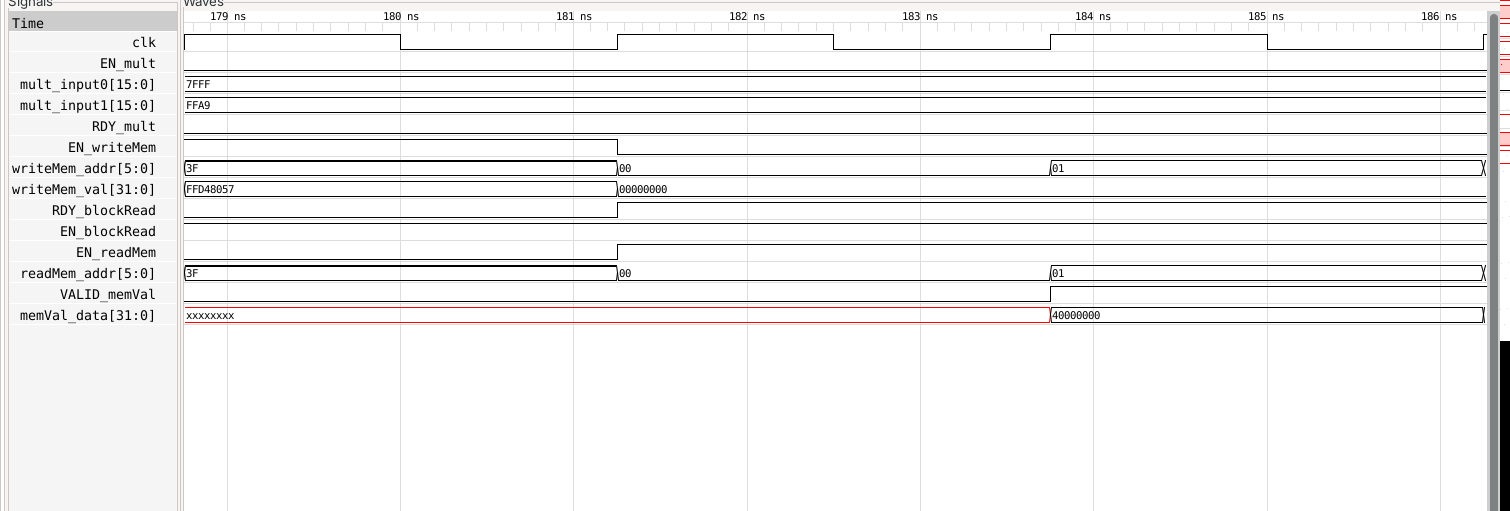 Signals
Waves
Time
179 ns 180 ns 181 ns 182 ns 183 ns 184 ns 185 ns 186 ns
clk
EN_mult
mult_input0[15:0] 7FFF
mult_input1[15:0] FFA9
RDY_mult
EN_writeMem
writeMem_addr[5:0] 3F 00 01
writeMem_val[31:0] FFD48057 00000000
RDY_blockRead
EN_blockRead
EN_readMem
readMem_addr[5:0] 3F 00 01
VALID_memVal
memVal_data[31:0] xxxxxxxx 40000000